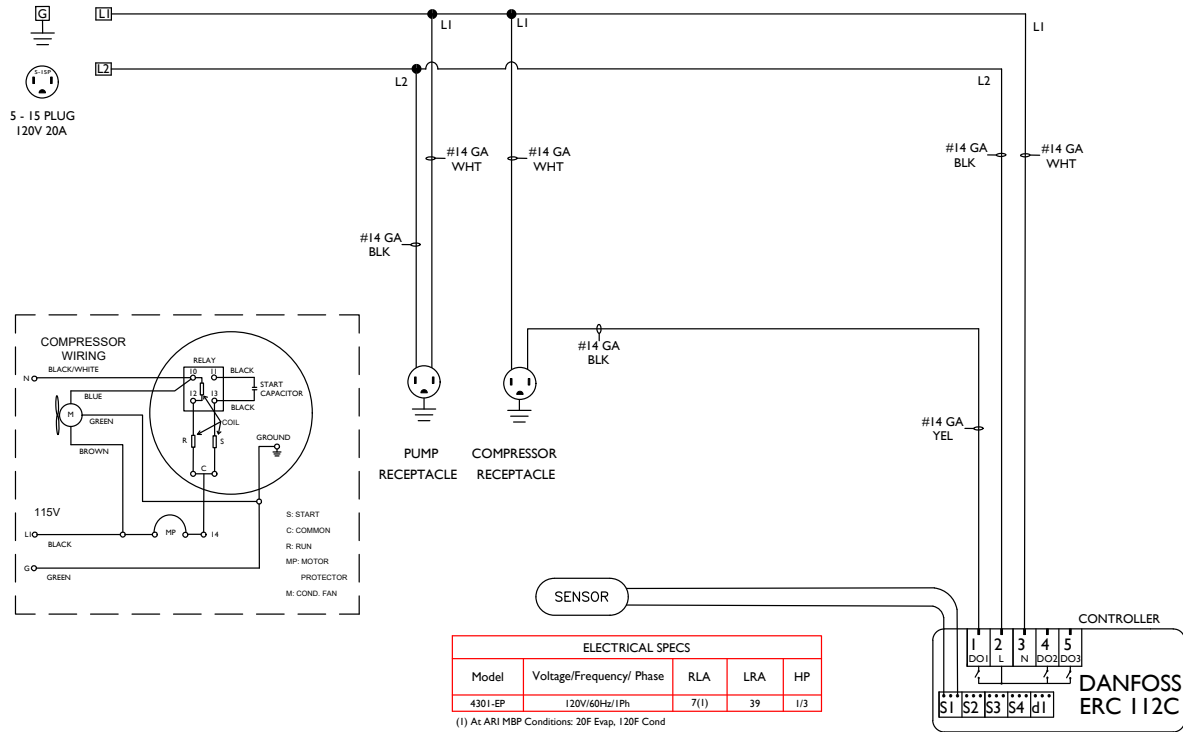 G
L1
L2
5-15P
5 - 15 PLUG
120V 20A
L1
L1
L1
L2
L2
#14 GA
WHT
#14 GA
WHT
#14 GA
BLK
#14 GA
WHT
#14 GA
BLK
#14 GA
BLK
#14 GA
YEL
PUMP
RECEPTACLE
COMPRESSOR
RECEPTACLE
COMPRESSOR
WIRING
BLACK/WHITE
N
RELAY
10
11
12
13
BLACK
START
CAPACITOR
BLACK
BLUE
M
GREEN
COIL
R
S
GROUND
BROWN
C
115V
L1
BLACK
MP
14
G
GREEN
S: START
C: COMMON
R: RUN
MP: MOTOR
PROTECTOR
M: COND. FAN
SENSOR
ELECTRICAL SPECS
Model Voltage/Frequency/ Phase RLA LRA HP
4301-EP 120V/60Hz/1Ph 7(1) 39 1/3
(1) At ARI MBP Conditions: 20F Evap, 120F Cond
CONTROLLER
1 2 3 4 5
DO1 L N DO2 DO3
S1 S2 S3 S4 d1
DANFOSS
ERC 112C